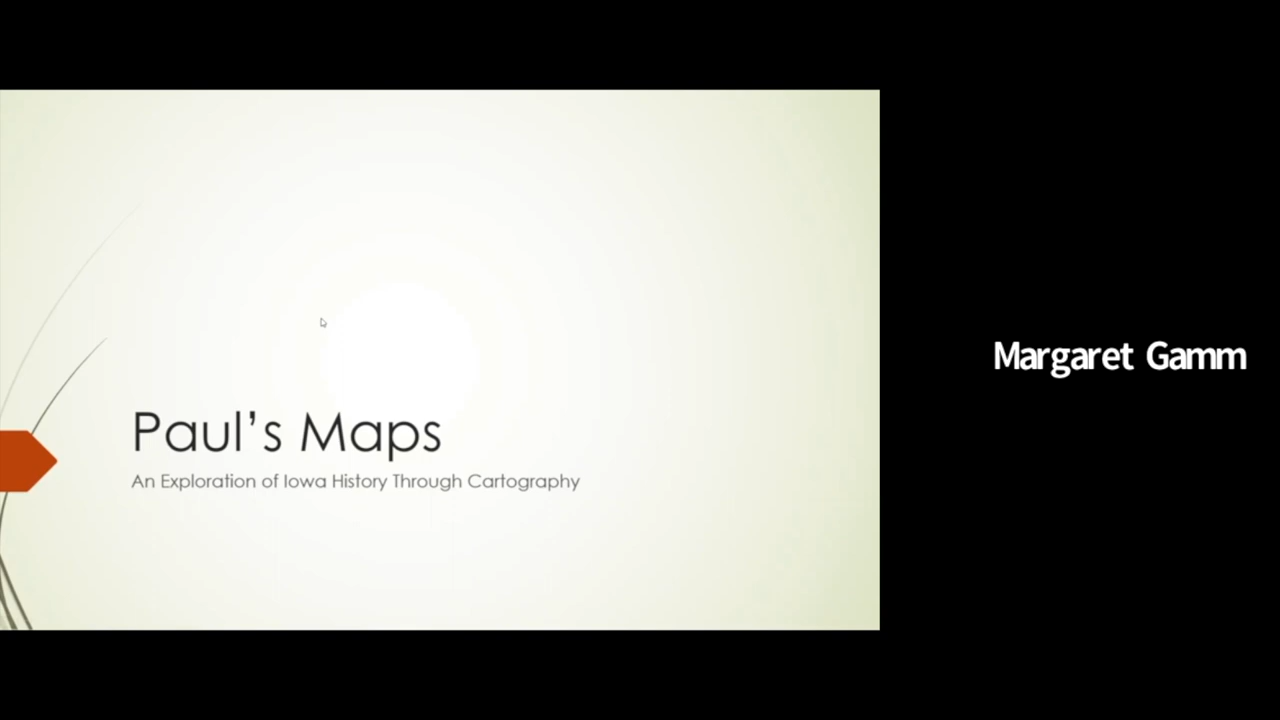 Paul’s Maps
An Exploration of Iowa History Through Cartography
Margaret Gamm